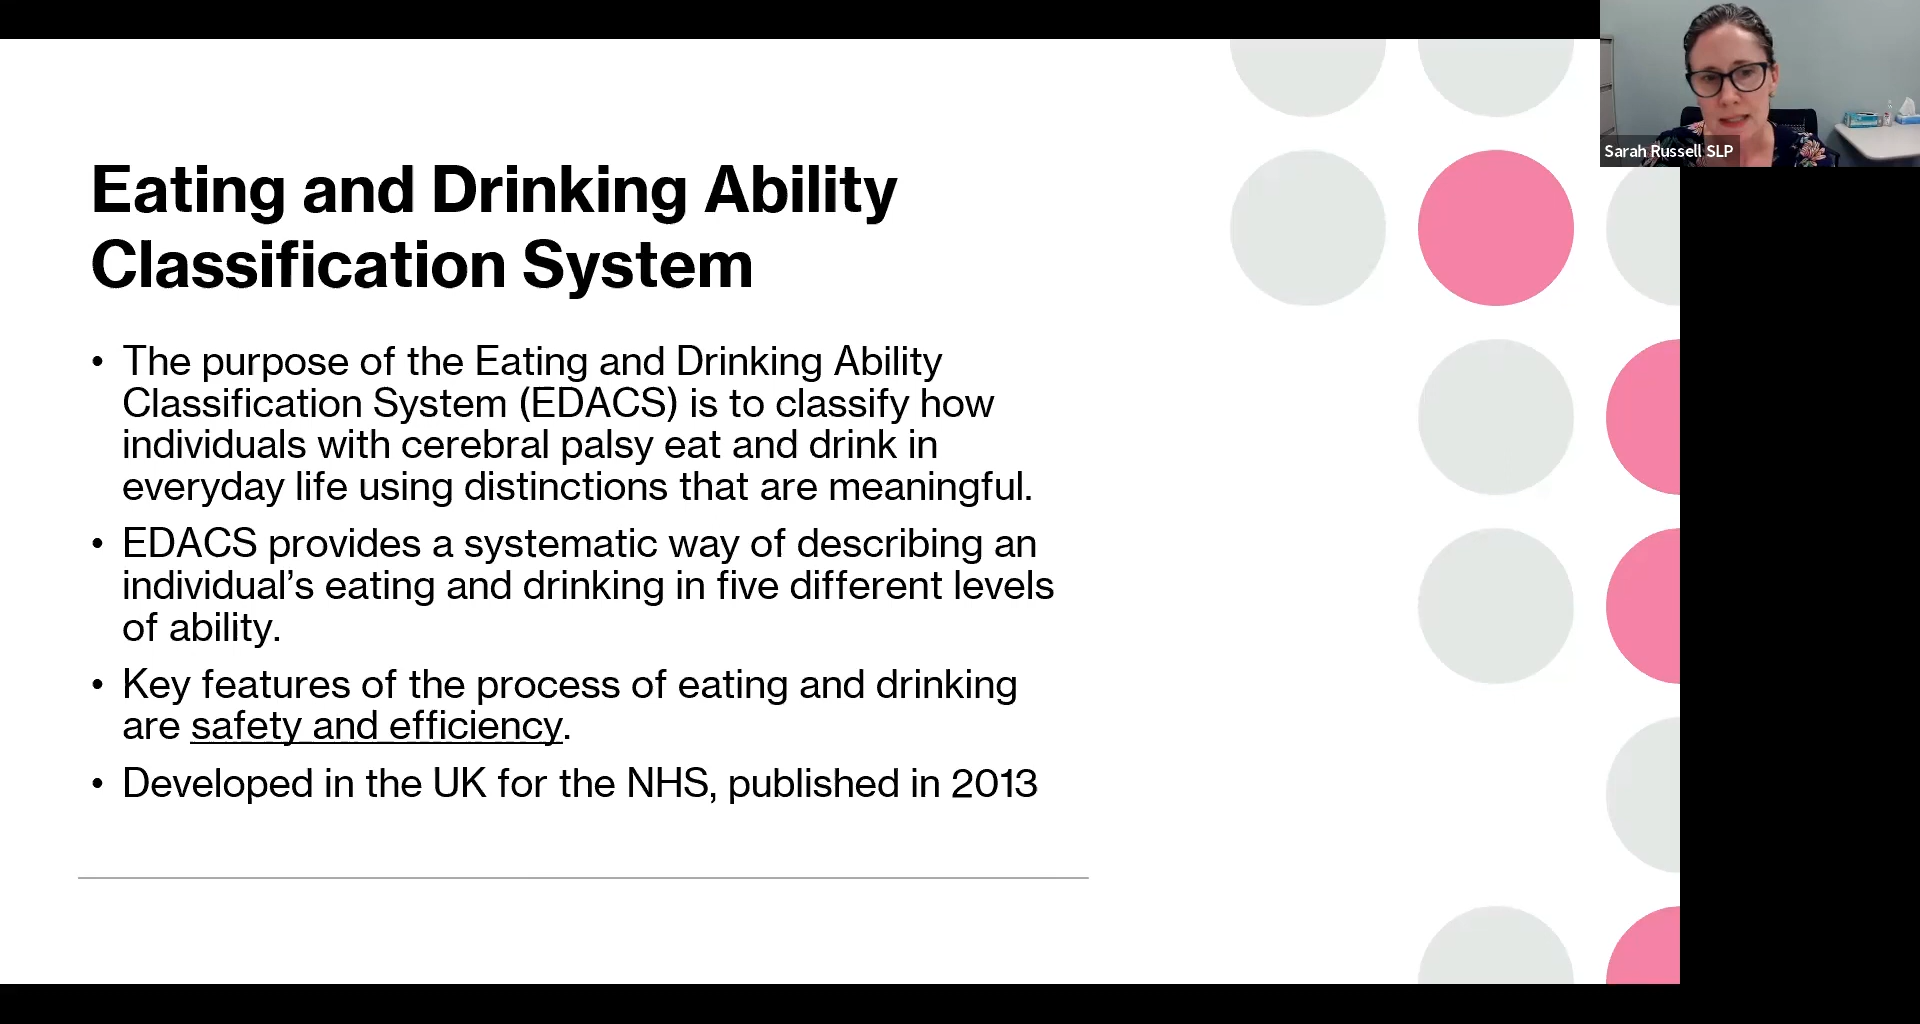 Eating and Drinking Ability
Classification System
• The purpose of the Eating and Drinking Ability
Classification System (EDACS) is to classify how
individuals with cerebral palsy eat and drink in
everyday life using distinctions that are meaningful.
• EDACS provides a systematic way of describing an
individual’s eating and drinking in five different levels
of ability.
• Key features of the process of eating and drinking
are safety and efficiency.
• Developed in the UK for the NHS, published in 2013
Sarah Russell SLP